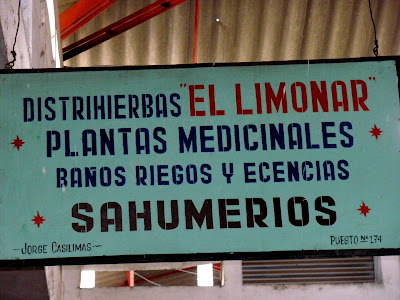 DISTRIHIERBAS "EL LIMONAR"
PLANTAS MEDICINALES
BAÑOS RIEGOS Y ECENCIAS
SAHUMERIOS
-JORGE CASILIMAS- PUESTO Nº 174